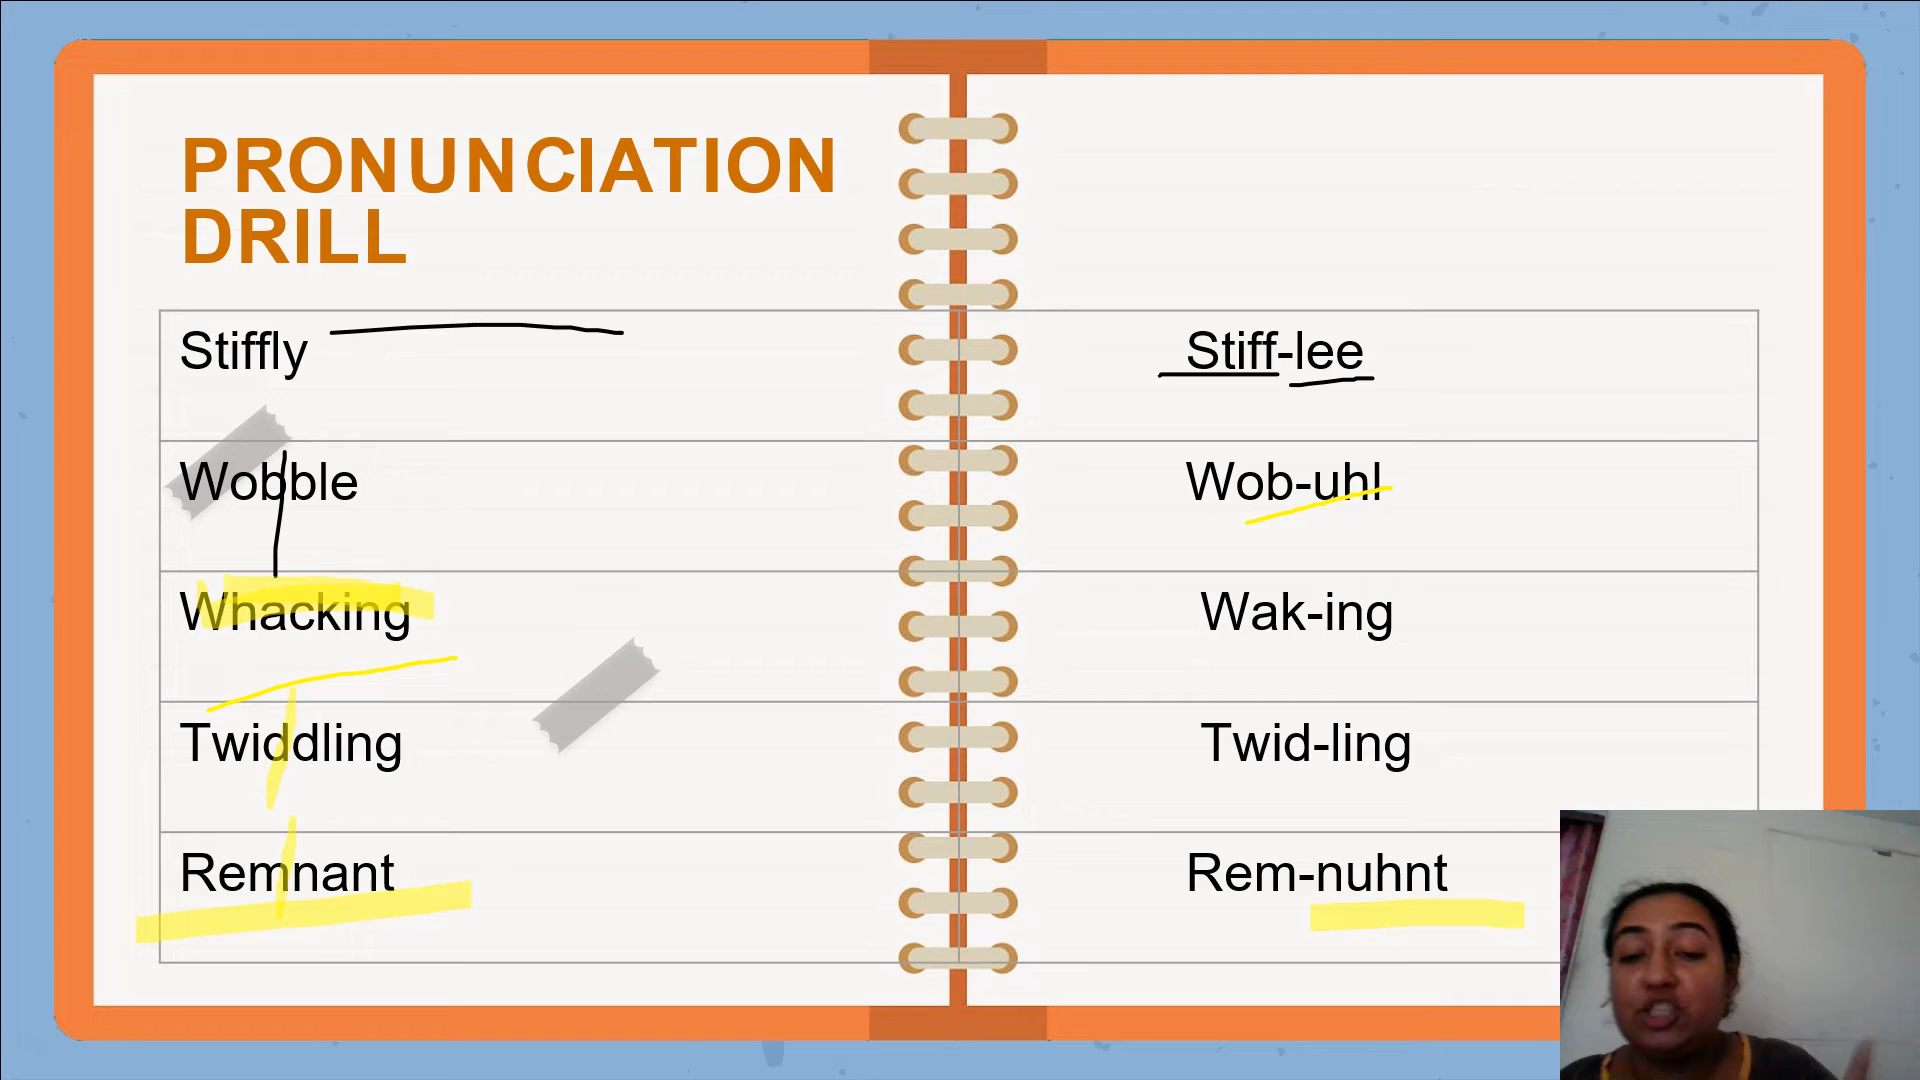 PRONUNCIATION
DRILL
Stiffly Stiff-lee
Wobble Wob-uhl
Whacking Wak-ing
Twiddling Twid-ling
Remnant Rem-nuhnt